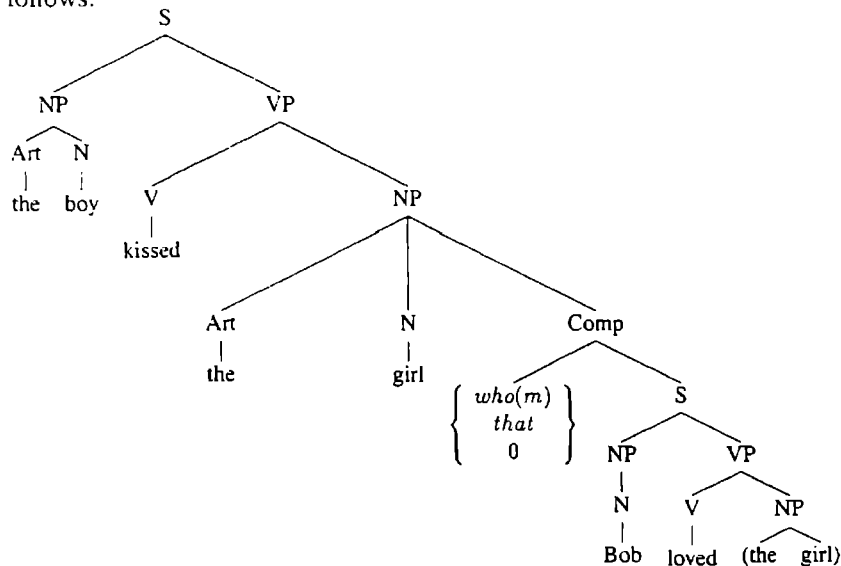 follows:
S
NP VP
Art N
the boy
V NP
kissed
Art N Comp
the girl
who(m)
that
0
S
NP VP
N V NP
Bob loved (the girl)